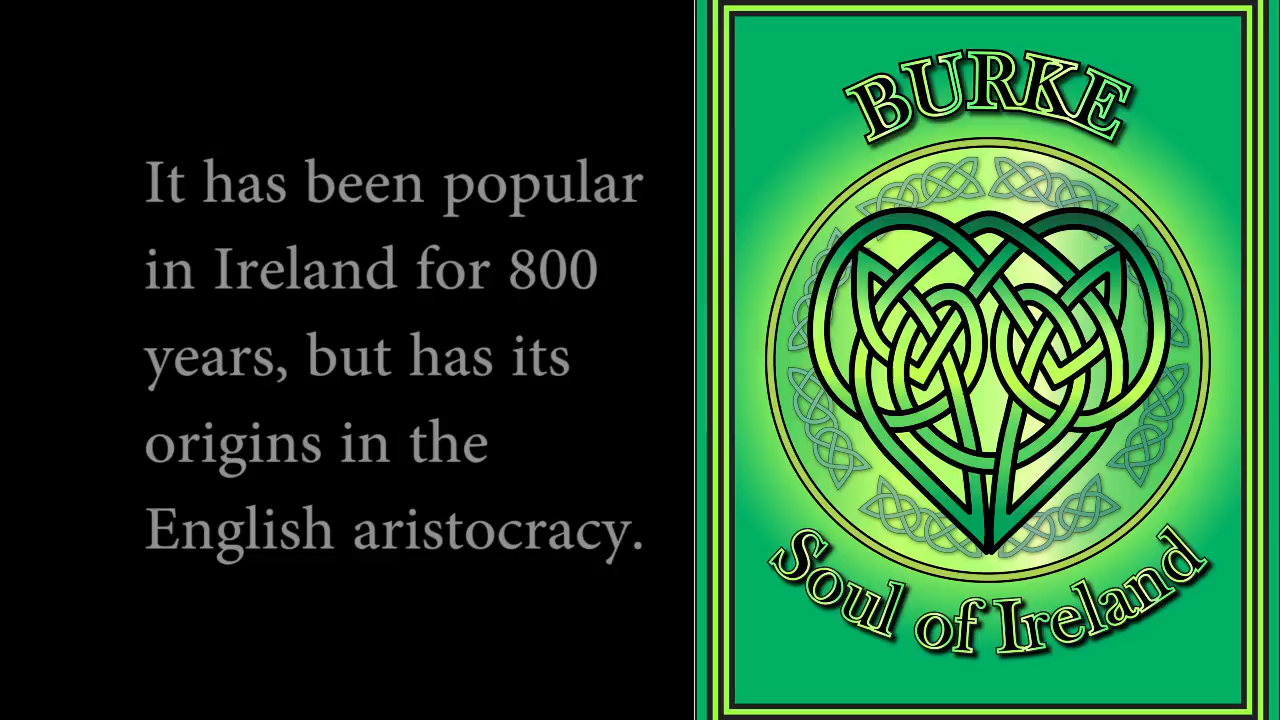 It has been popular
in Ireland for 800
years, but has its
origins in the
English aristocracy.
BURKE
Soul of Ireland